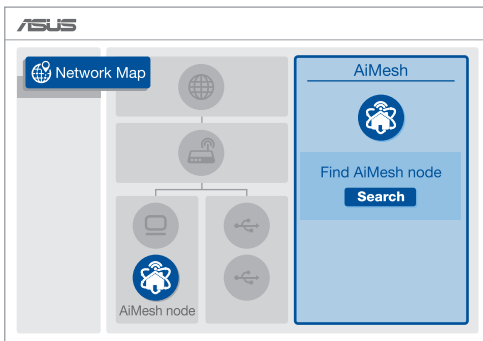 ASUS
Network Map
AiMesh
Find AiMesh node
Search
AiMesh node